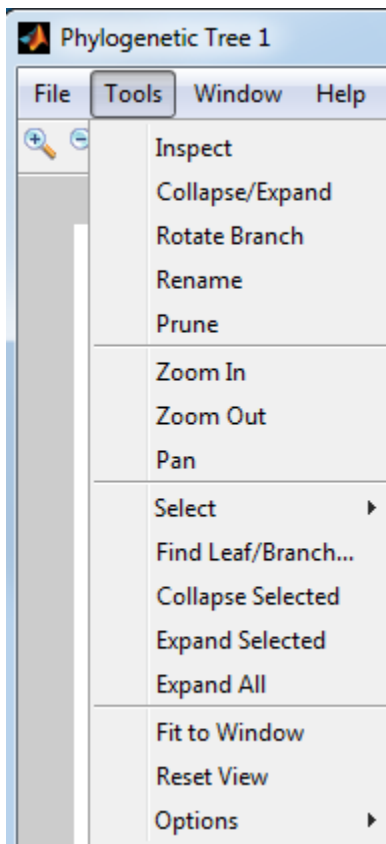 Phylogenetic Tree 1
File Tools Window Help
Inspect
Collapse/Expand
Rotate Branch
Rename
Prune
Zoom In
Zoom Out
Pan
Select
Find Leaf/Branch...
Collapse Selected
Expand Selected
Expand All
Fit to Window
Reset View
Options